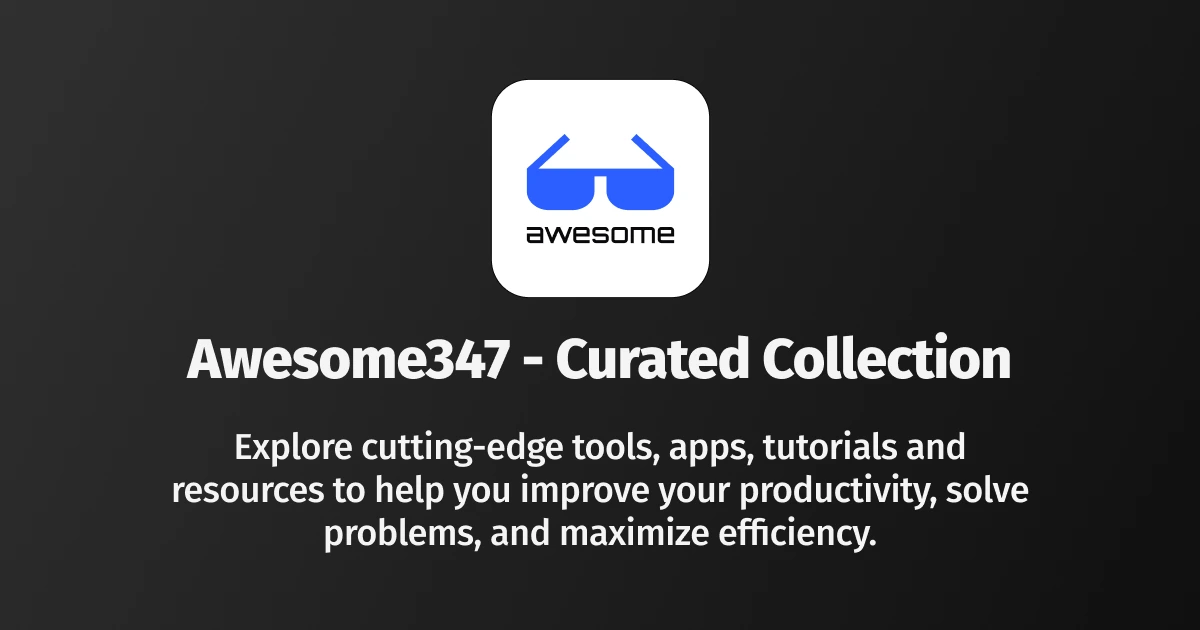 awesome
Awesome347 - Curated Collection
Explore cutting-edge tools, apps, tutorials and
resources to help you improve your productivity, solve
problems, and maximize efficiency.